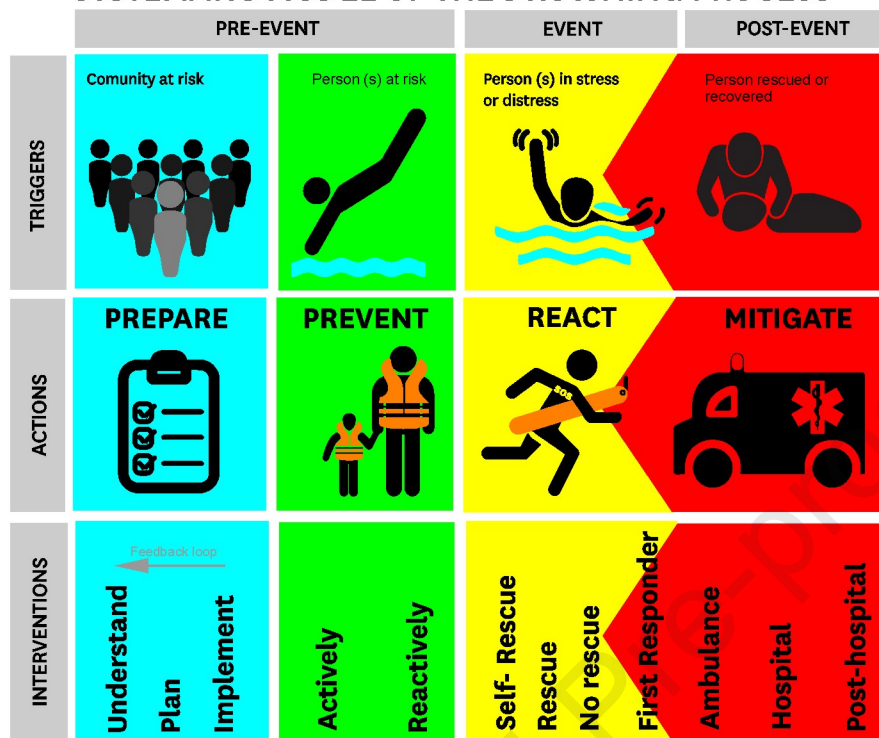 PRE-EVENT
EVENT
POST-EVENT
TRIGGERS
Comunity at risk
Person (s) at risk
Person (s) in stress
or distress
Person rescued or
recovered
ACTIONS
PREPARE
PREVENT
REACT
SOS
MITIGATE
INTERVENTIONS
Feedback loop
Understand
Plan
Implement
Actively
Reactively
Self- Rescue
Rescue
No rescue
First Responder
Ambulance
Hospital
Post-hospital